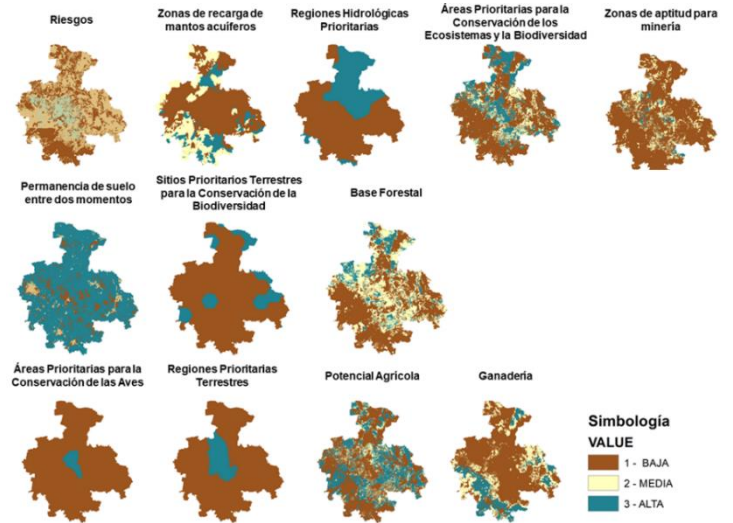 Riesgos
Zonas de recarga de
mantos acuíferos
Regiones Hidrológicas
Prioritarias
Áreas Prioritarias para la
Conservación de los
Ecosistemas y la Biodiversidad
Zonas de aptitud para
minería
Permanencia de suelo
entre dos momentos
Sitios Prioritarios Terrestres
para la Conservación de la
Biodiversidad
Base Forestal
Áreas Prioritarias para la
Conservación de las Aves
Regiones Prioritarias
Terrestres
Potencial Agrícola
Ganadería
Simbología
VALUE
1 - BAJA
2 - MEDIA
3 - ALTA